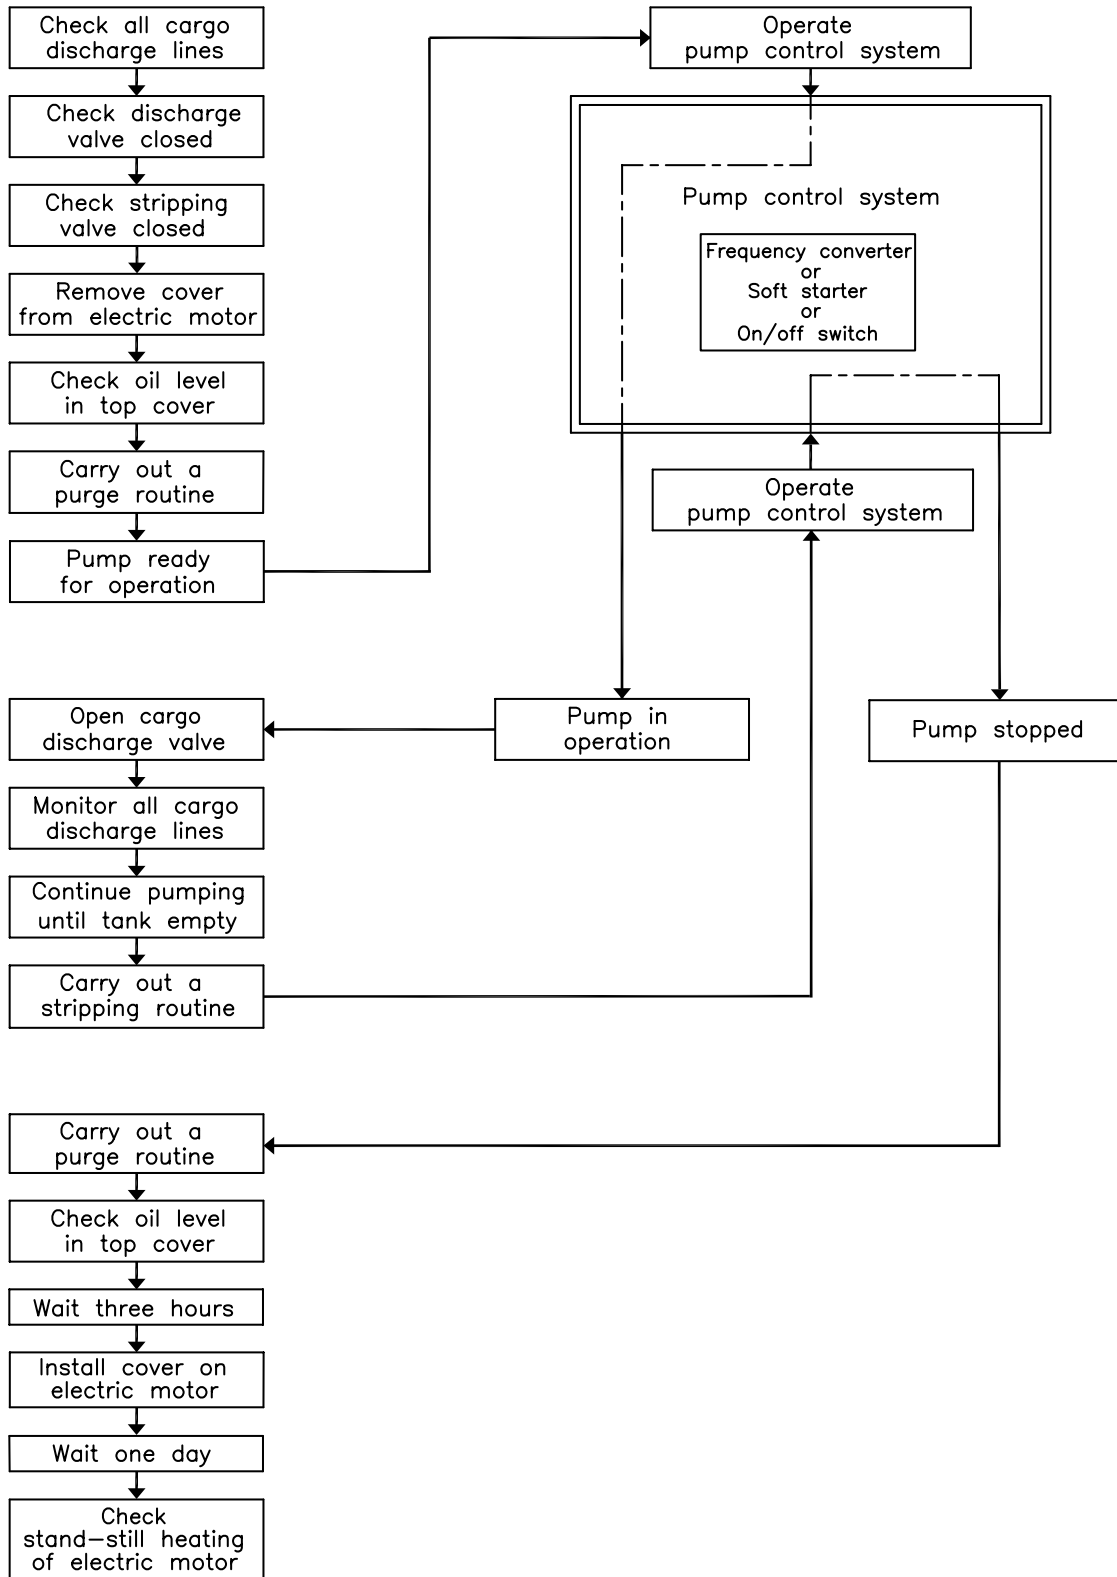 Check all cargo
discharge lines
Check discharge
valve closed
Check stripping
valve closed
Remove cover
from electric motor
Check oil level
in top cover
Carry out a
purge routine
Pump ready
for operation
Operate
pump control system
Pump control system
Frequency converter
or
Soft starter
or
On/off switch
Operate
pump control system
Pump in
operation
Pump stopped
Open cargo
discharge valve
Monitor all cargo
discharge lines
Continue pumping
until tank empty
Carry out a
stripping routine
Carry out a
purge routine
Check oil level
in top cover
Wait three hours
Install cover on
electric motor
Wait one day
Check
stand-still heating
of electric motor